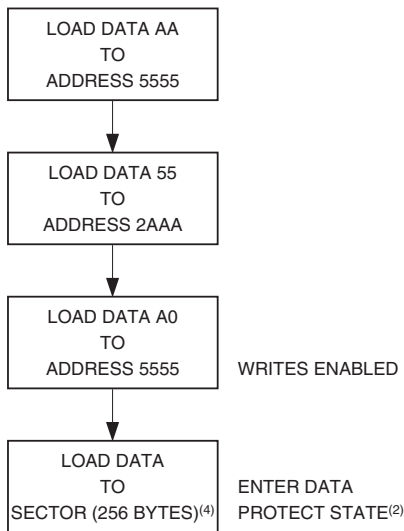 LOAD DATA AA
TO
ADDRESS 5555
LOAD DATA 55
TO
ADDRESS 2AAA
LOAD DATA A0
TO
ADDRESS 5555
WRITES ENABLED
LOAD DATA
TO
SECTOR (256 BYTES)(4)
ENTER DATA
PROTECT STATE(2)